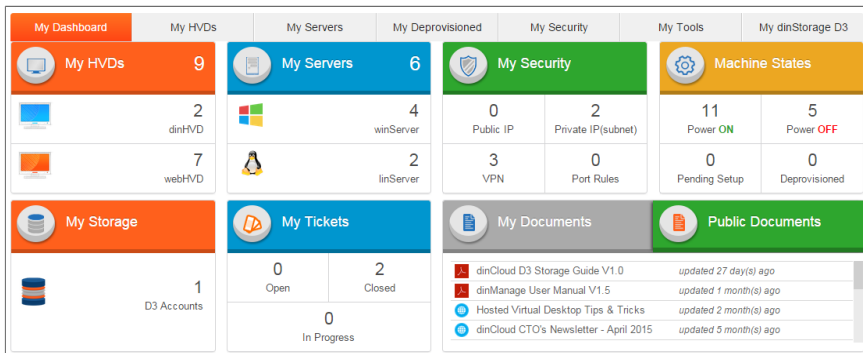 My Dashboard My HVDs My Servers My Deprovisioned My Security My Tools My dinStorage D3
My HVDs 9
2
dinHVD
7
webHVD
My Servers 6
4
winServer
2
linServer
My Security
0
Public IP
2
Private IP(subnet)
3
VPN
0
Port Rules
Machine States
11
Power ON
5
Power OFF
0
Pending Setup
0
Deprovisioned
My Storage
1
D3 Accounts
My Tickets
0
Open
2
Closed
0
In Progress
My Documents Public Documents
dinCloud D3 Storage Guide V1.0 updated 27 day(s) ago
dinManage User Manual V1.5 updated 1 month(s) ago
Hosted Virtual Desktop Tips & Tricks updated 2 month(s) ago
dinCloud CTO's Newsletter - April 2015 updated 5 month(s) ago